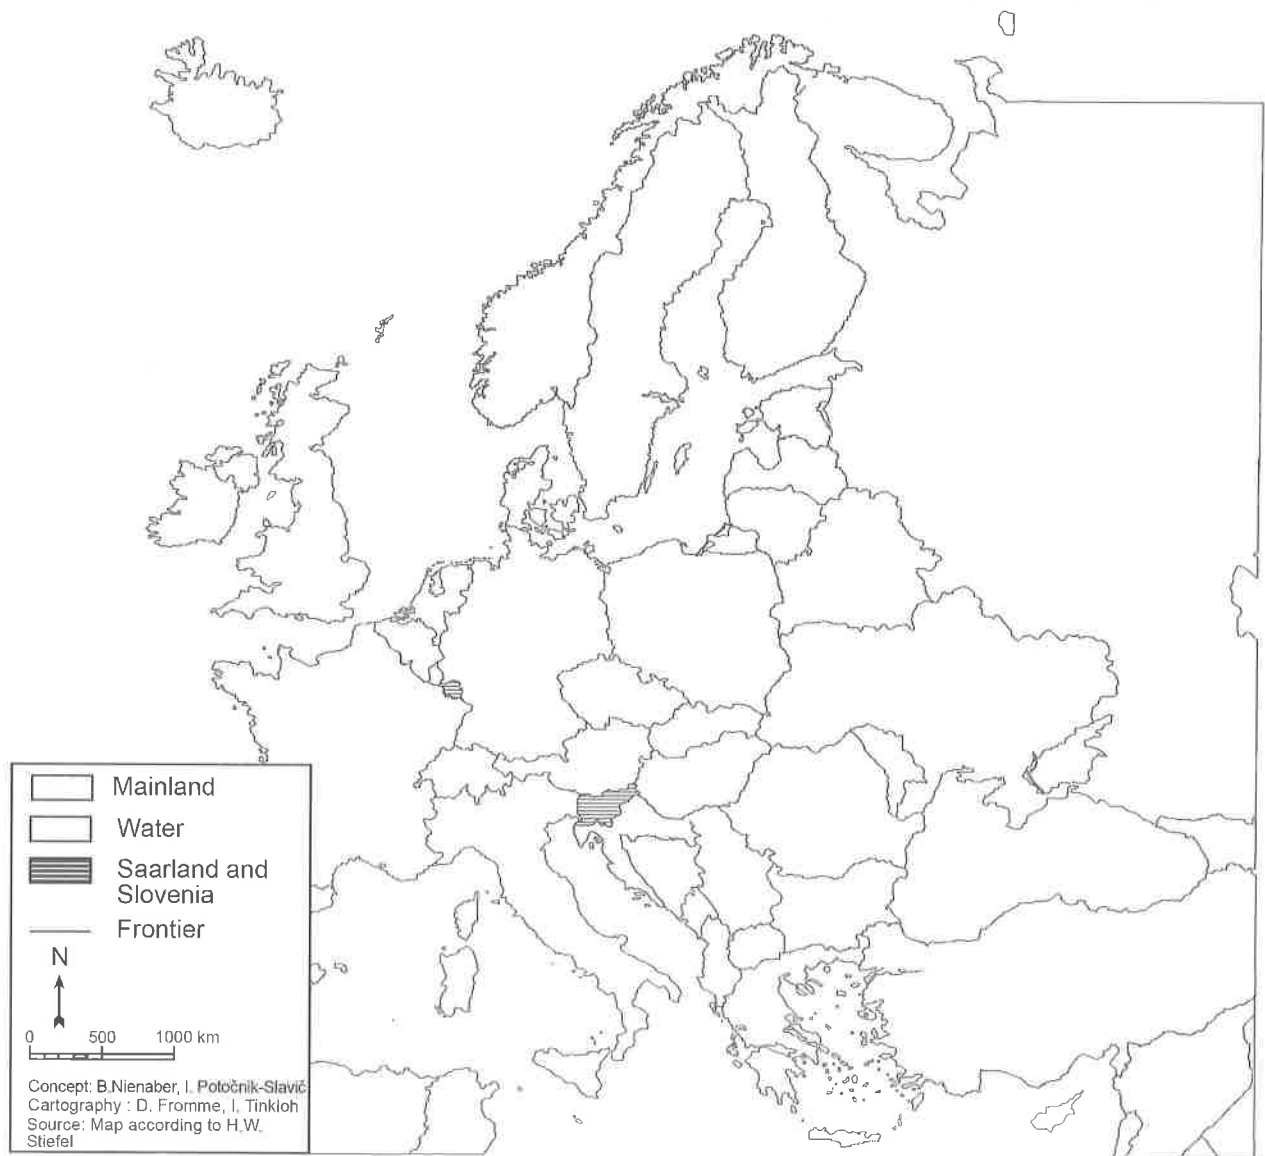 Mainland
Water
Saarland and
Slovenia
Frontier
N
0 500 1000 km
Concept: B.Nienaber, I. Potočnik-Slavič
Cartography : D. Fromme, I, Tinkloh
Source: Map according to H.W.
Stiefel